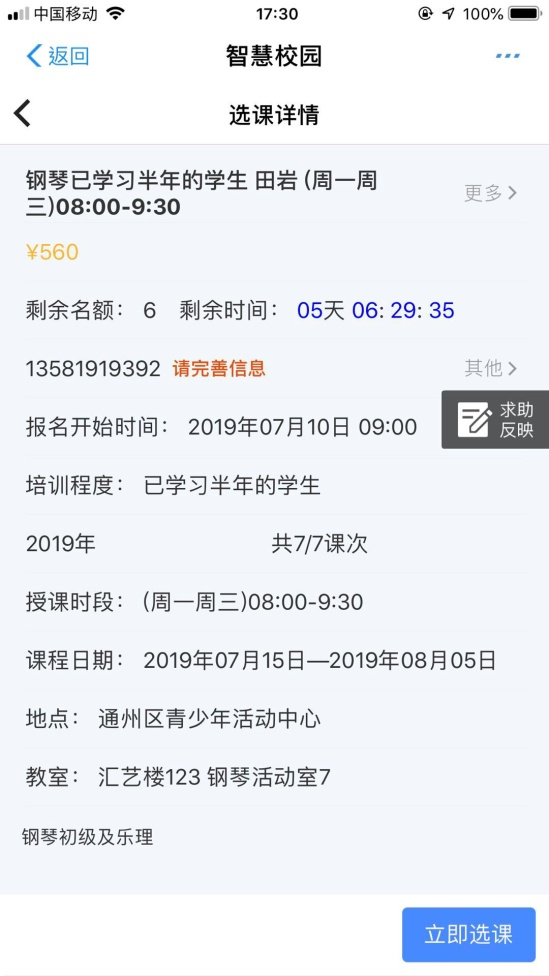 中国移动 17:30 100%
返回 智慧校园 ...
选课详情
钢琴已学习半年的学生 田岩 (周一周
三)08:00-9:30
更多
¥560
剩余名额： 6 剩余时间： 05天 06: 29: 35
13581919392 请完善信息 其他
求助
反映
报名开始时间： 2019年07月10日 09:00
培训程度： 已学习半年的学生
2019年 共7/7课次
授课时段： (周一周三)08:00-9:30
课程日期： 2019年07月15日—2019年08月05日
地点： 通州区青少年活动中心
教室： 汇艺楼123 钢琴活动室7
钢琴初级及乐理
立即选课